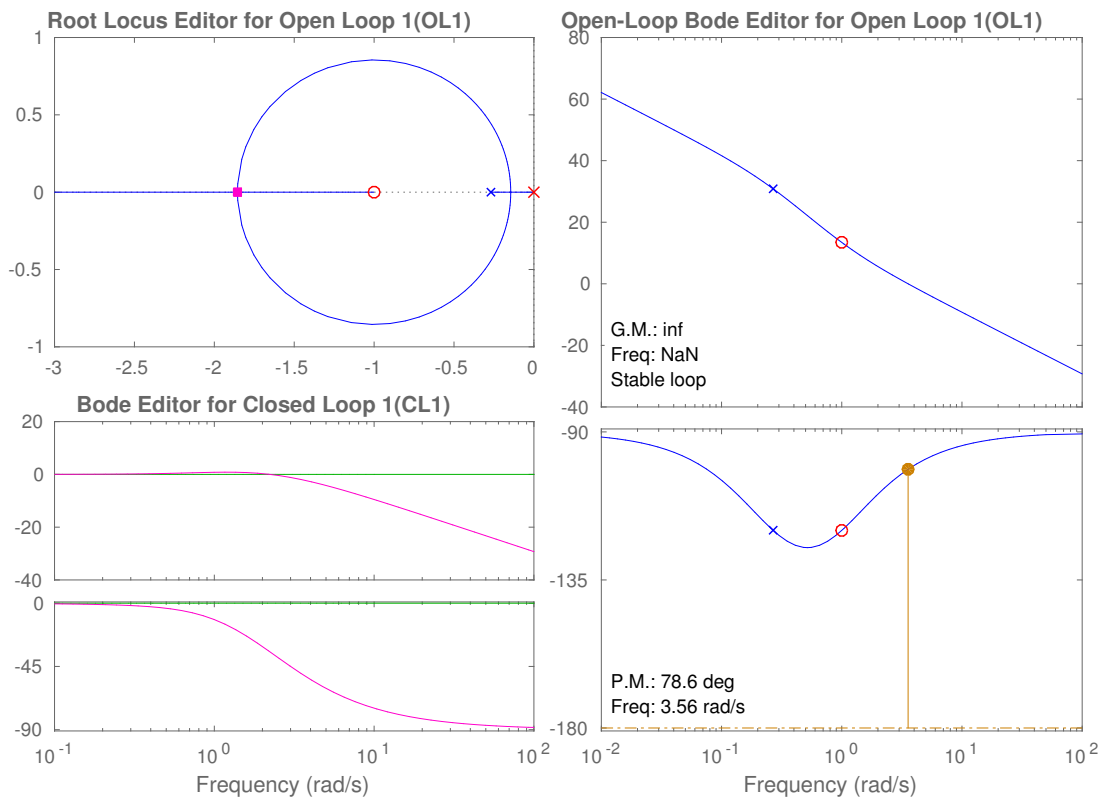 Root Locus Editor for Open Loop 1(OL1)
1
0.5
0
-0.5
-1
-3 -2.5 -2 -1.5 -1 -0.5 0
Open-Loop Bode Editor for Open Loop 1(OL1)
80
60
40
20
0
-20
-40
G.M.: inf
Freq: NaN
Stable loop
Bode Editor for Closed Loop 1(CL1)
20
0
-20
-40
0
-45
-90
10^-1 10^0 10^1 10^2
Frequency (rad/s)
-90
-135
-180
P.M.: 78.6 deg
Freq: 3.56 rad/s
10^-2 10^-1 10^0 10^1 10^2
Frequency (rad/s)